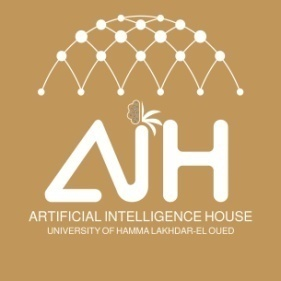 AIH
ARTIFICIAL INTELLIGENCE HOUSE
UNIVERSITY OF HAMMA LAKHDAR-EL OUED